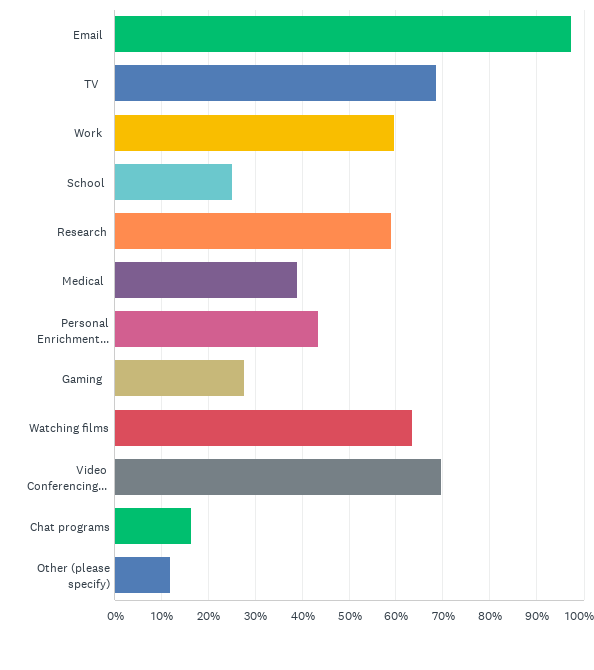 Email
TV
Work
School
Research
Medical
Personal
Enrichment...
Gaming
Watching films
Video
Conferencing...
Chat programs
Other (please
specify)
0% 10% 20% 30% 40% 50% 60% 70% 80% 90% 100%